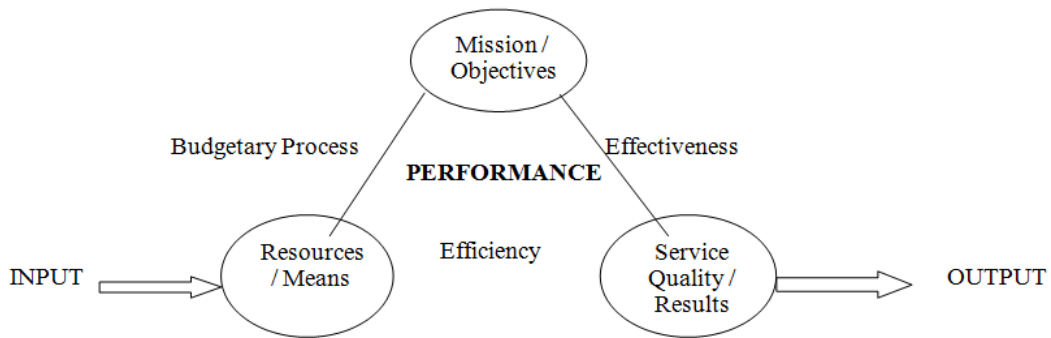 Mission /
Objectives
Budgetary Process
Effectiveness
PERFORMANCE
Resources
/ Means
Efficiency
Service
Quality /
Results
INPUT
OUTPUT